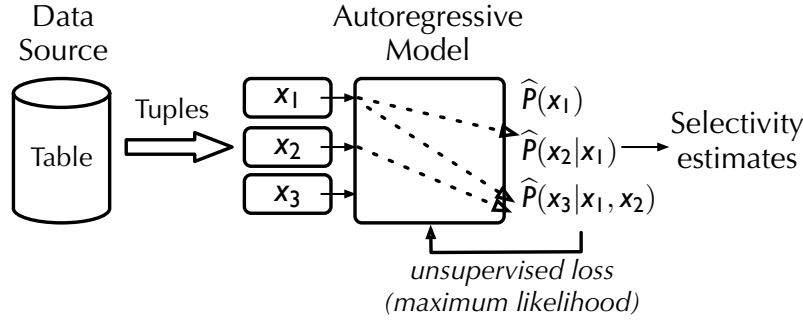 Data
Source
Table
Tuples
Autoregressive
Model
x₁
x₂
x₃
P̂(x₁)
P̂(x₂|x₁)
P̂(x₃|x₁, x₂)
Selectivity
estimates
unsupervised loss
(maximum likelihood)